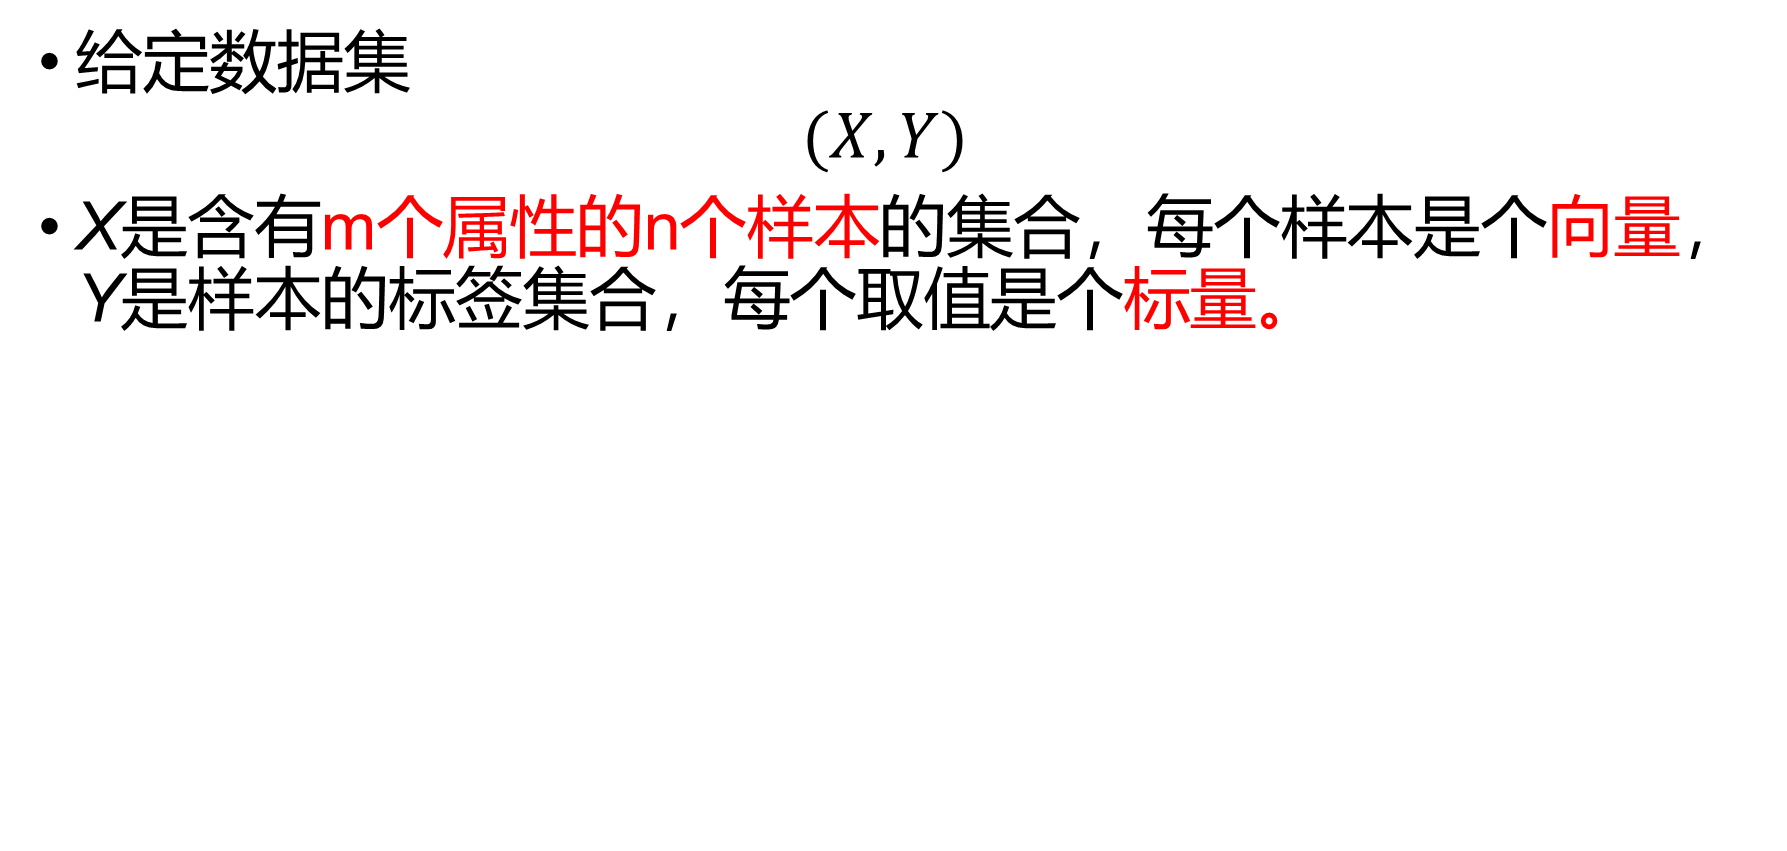 • 给定数据集
(X, Y)
• X是含有m个属性的n个样本的集合，每个样本是个向量，
Y是样本的标签集合，每个取值是个标量。